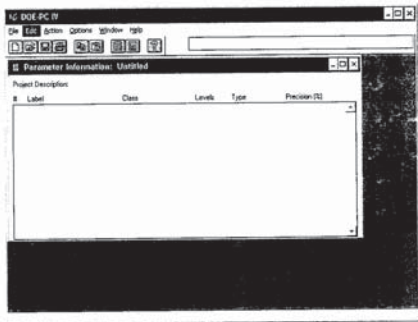 DOE-PC IV
File Edit Action Options Window Help
Parameter Information: Untitled
Project Description:
# Label Class Levels Type Precision (%)